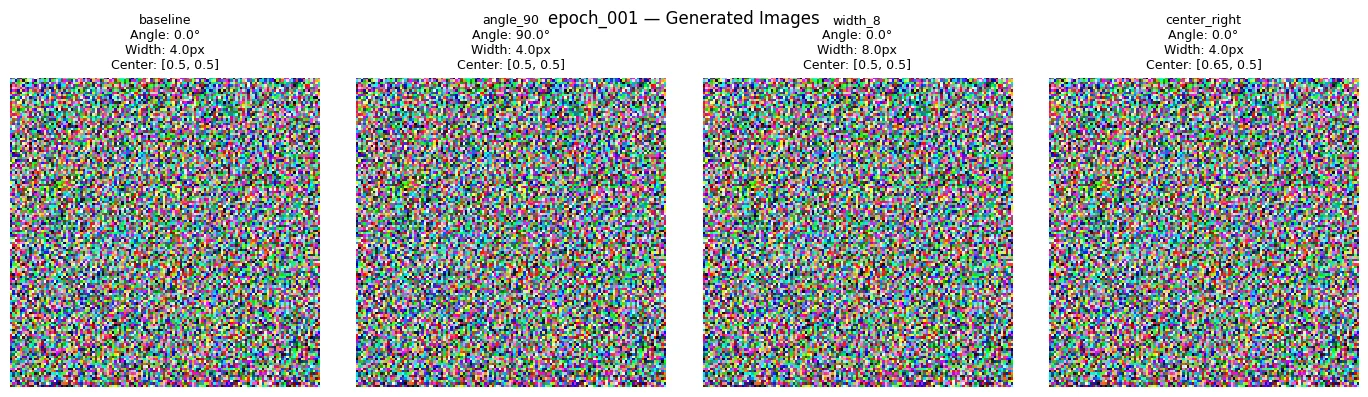 epoch_001 — Generated Images
baseline
Angle: 0.0°
Width: 4.0px
Center: [0.5, 0.5]
angle_90
Angle: 90.0°
Width: 4.0px
Center: [0.5, 0.5]
width_8
Angle: 0.0°
Width: 8.0px
Center: [0.5, 0.5]
center_right
Angle: 0.0°
Width: 4.0px
Center: [0.65, 0.5]